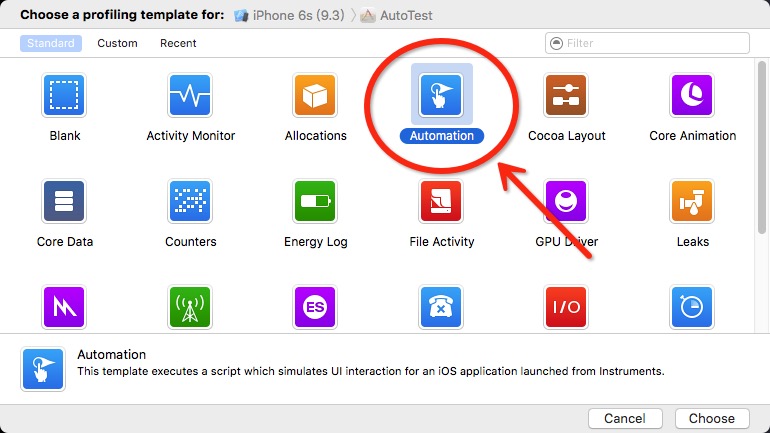 Choose a profiling template for: iPhone 6s (9.3) AutoTest
Standard Custom Recent Filter
Blank Activity Monitor Allocations Automation Cocoa Layout Core Animation
Core Data Counters Energy Log File Activity GPU Driver Leaks
ES I/O
Automation
This template executes a script which simulates UI interaction for an iOS application launched from Instruments.
Cancel Choose